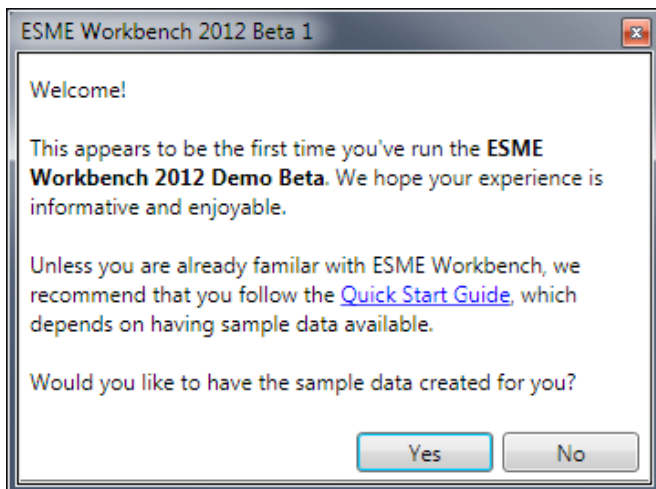 ESME Workbench 2012 Beta 1
Welcome!
This appears to be the first time you've run the ESME
Workbench 2012 Demo Beta. We hope your experience is
informative and enjoyable.
Unless you are already familar with ESME Workbench, we
recommend that you follow the Quick Start Guide, which
depends on having sample data available.
Would you like to have the sample data created for you?
Yes No